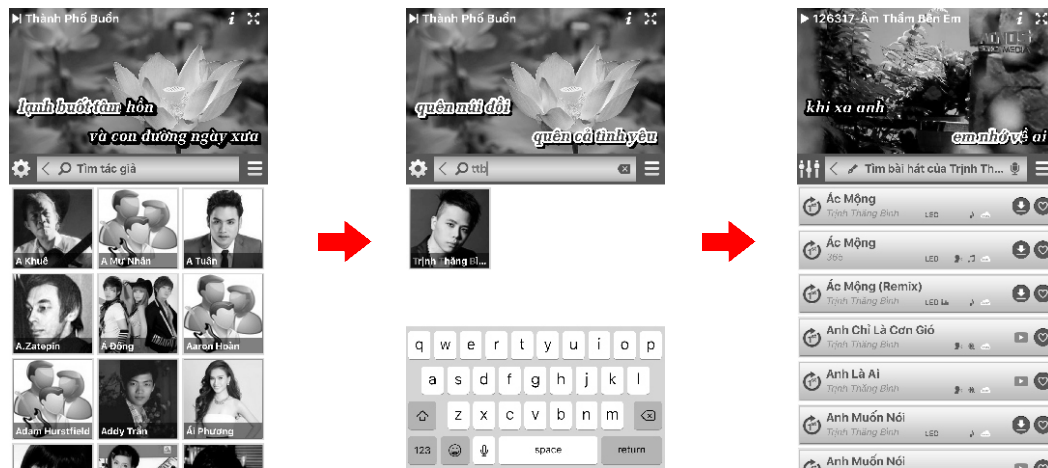 Thành Phố Buồn
i
lạnh buốt tâm hồn
và con đường ngày xưa
Tìm tác giả
A Khuê
A Mư Nhân
A Tuân
A.Zatepin
A Đồng
Aaron Hoàn
Adam Hurstfield
Addy Trần
Ái Phương
Thành Phố Buồn
i
quên núi đồi
quên cả tình yêu
ttb
Trịnh Thăng Bì...
q w e r t y u i o p
a s d f g h j k l
z x c v b n m
123
space
return
126317-Âm Thầm Bên Em
i
khi xa anh
em nhớ về ai
Tìm bài hát của Trịnh Th...
Ác Mộng
Trịnh Thăng Bình
LED
Ác Mộng
365
LED
Ác Mộng (Remix)
Trịnh Thăng Bình
LED
Anh Chỉ Là Cơn Gió
Trịnh Thăng Bình
Anh Là Ai
Trịnh Thăng Bình
Anh Muốn Nói
Trịnh Thăng Bình
LED
Anh Muốn Nói